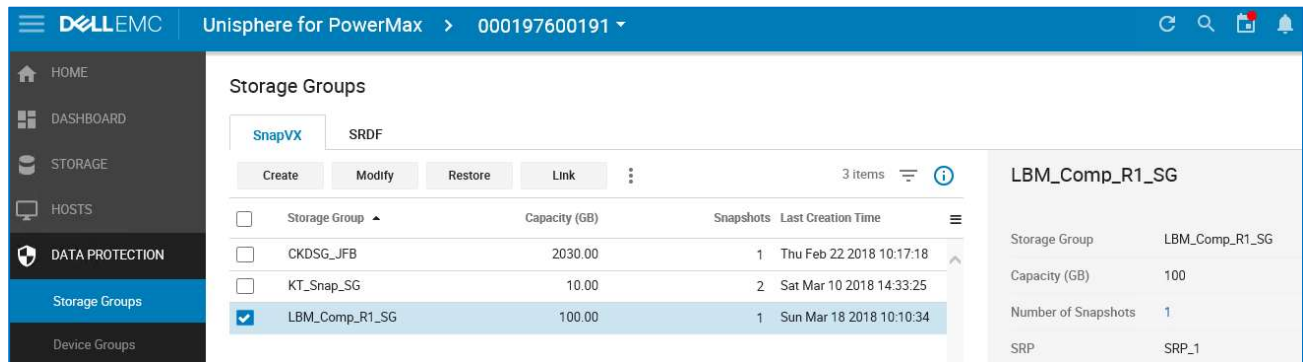 DELLEMC Unisphere for PowerMax > 000197600191
HOME
DASHBOARD
STORAGE
HOSTS
DATA PROTECTION
Storage Groups
Device Groups
Storage Groups
SnapVX SRDF
Create Modify Restore Link 3 items
Storage Group Capacity (GB) Snapshots Last Creation Time
CKDSG_JFB 2030.00 1 Thu Feb 22 2018 10:17:18
KT_Snap_SG 10.00 2 Sat Mar 10 2018 14:33:25
LBM_Comp_R1_SG 100.00 1 Sun Mar 18 2018 10:10:34
LBM_Comp_R1_SG
Storage Group LBM_Comp_R1_SG
Capacity (GB) 100
Number of Snapshots 1
SRP SRP_1